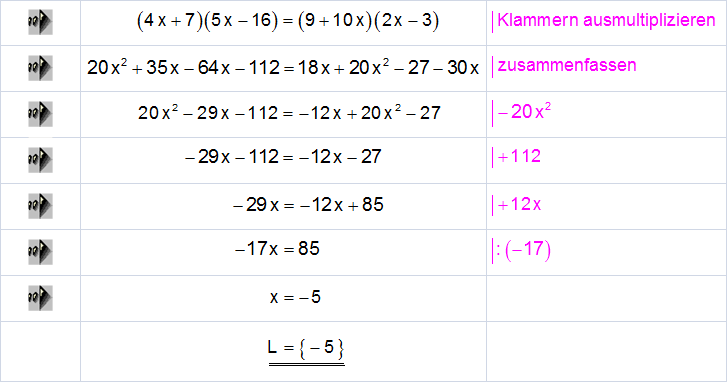 (4x+7)(5x−16)=(9+10x)(2x−3) |Klammern ausmultiplizieren
20x²+35x−64x−112=18x+20x²−27−30x |zusammenfassen
20x²−29x−112=−12x+20x²−27 |−20x²
−29x−112=−12x−27 |+112
−29x=−12x+85 |+12x
−17x=85 |:(−17)
x=−5
L={−5}